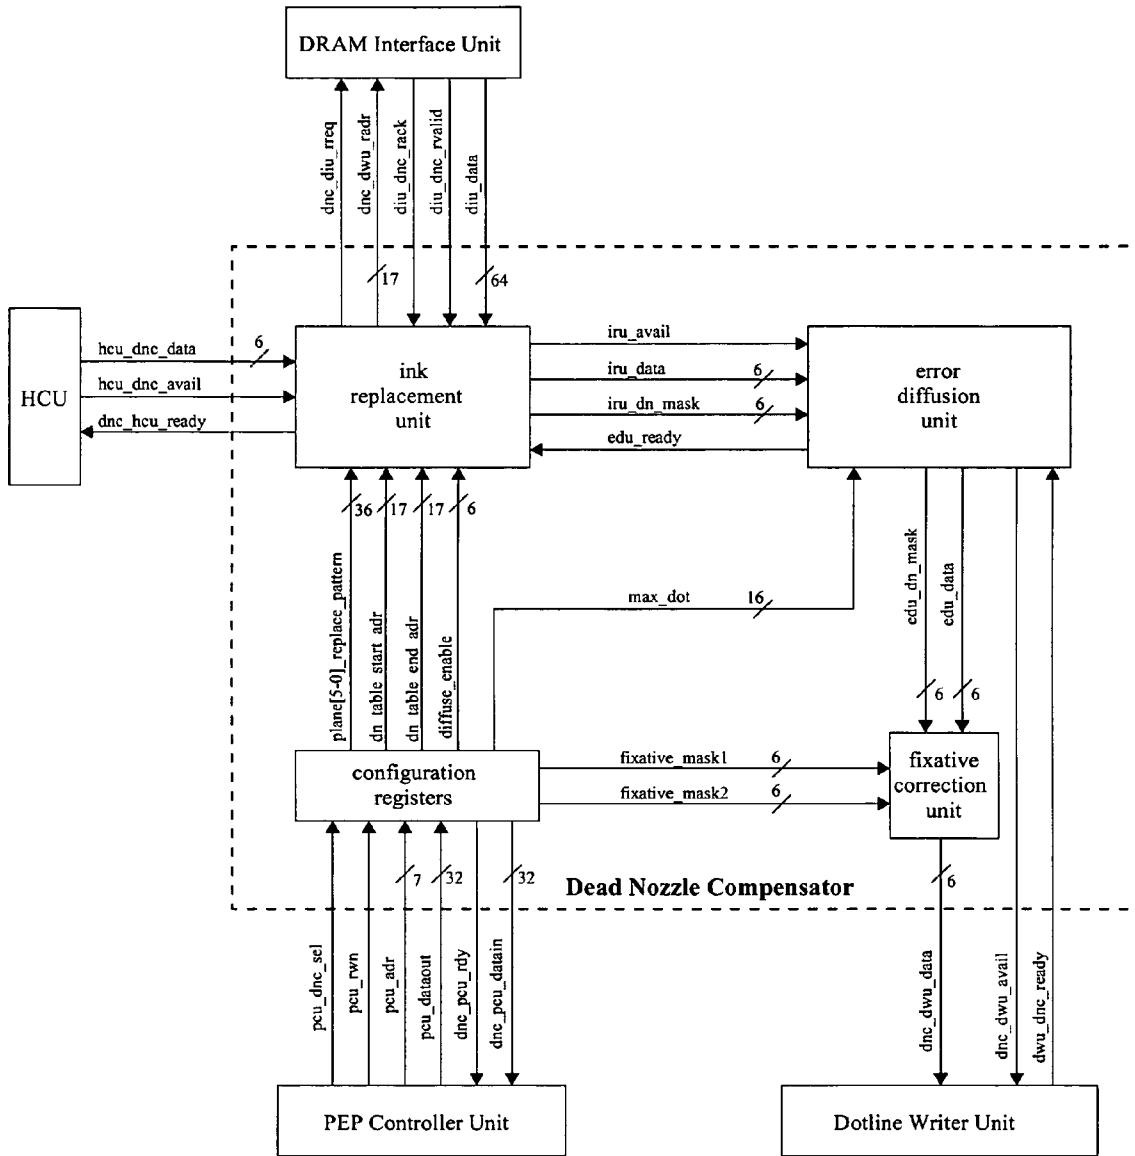 DRAM Interface Unit
dnc_diu_rreq
dnc_dwu_radr
diu_dnc_rack
diu_dnc_rvalid
diu_data
17
64
HCU
hcu_dnc_data
6
hcu_dnc_avail
dnc_hcu_ready
ink
replacement
unit
iru_avail
iru_data
6
iru_dn_mask
6
edu_ready
error
diffusion
unit
36
17
17
6
plane[5-0]_replace_pattern
dn_table_start_adr
dn_table_end_adr
diffuse_enable
max_dot
16
edu_dn_mask
edu_data
6
6
configuration
registers
fixative_mask1
6
fixative_mask2
6
fixative
correction
unit
7
32
32
6
Dead Nozzle Compensator
pcu_dnc_sel
pcu_rwn
pcu_adr
pcu_dataout
dnc_pcu_rdy
dnc_pcu_datain
dnc_dwu_data
dnc_dwu_avail
dwu_dnc_ready
PEP Controller Unit
Dotline Writer Unit